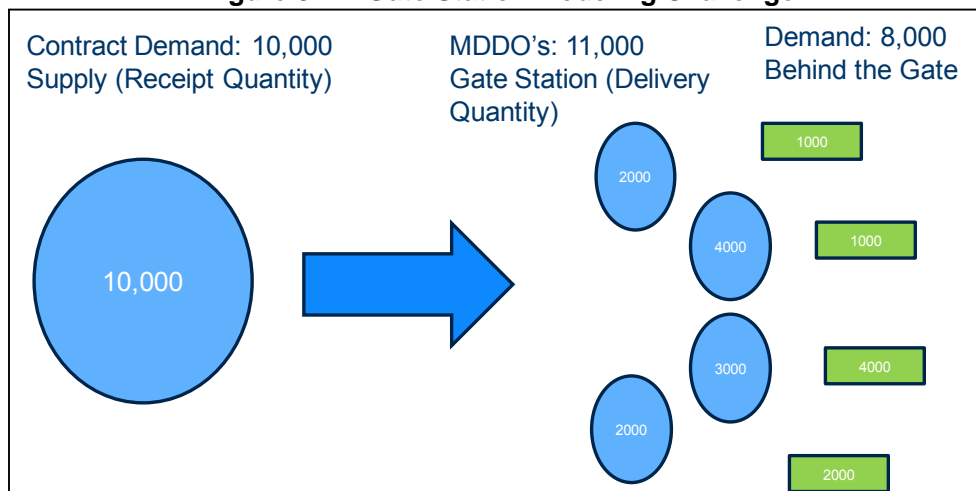 Contract Demand: 10,000
Supply (Receipt Quantity)
MDDO's: 11,000
Gate Station (Delivery
Quantity)
Demand: 8,000
Behind the Gate
10,000
2000
4000
3000
2000
1000
1000
4000
2000